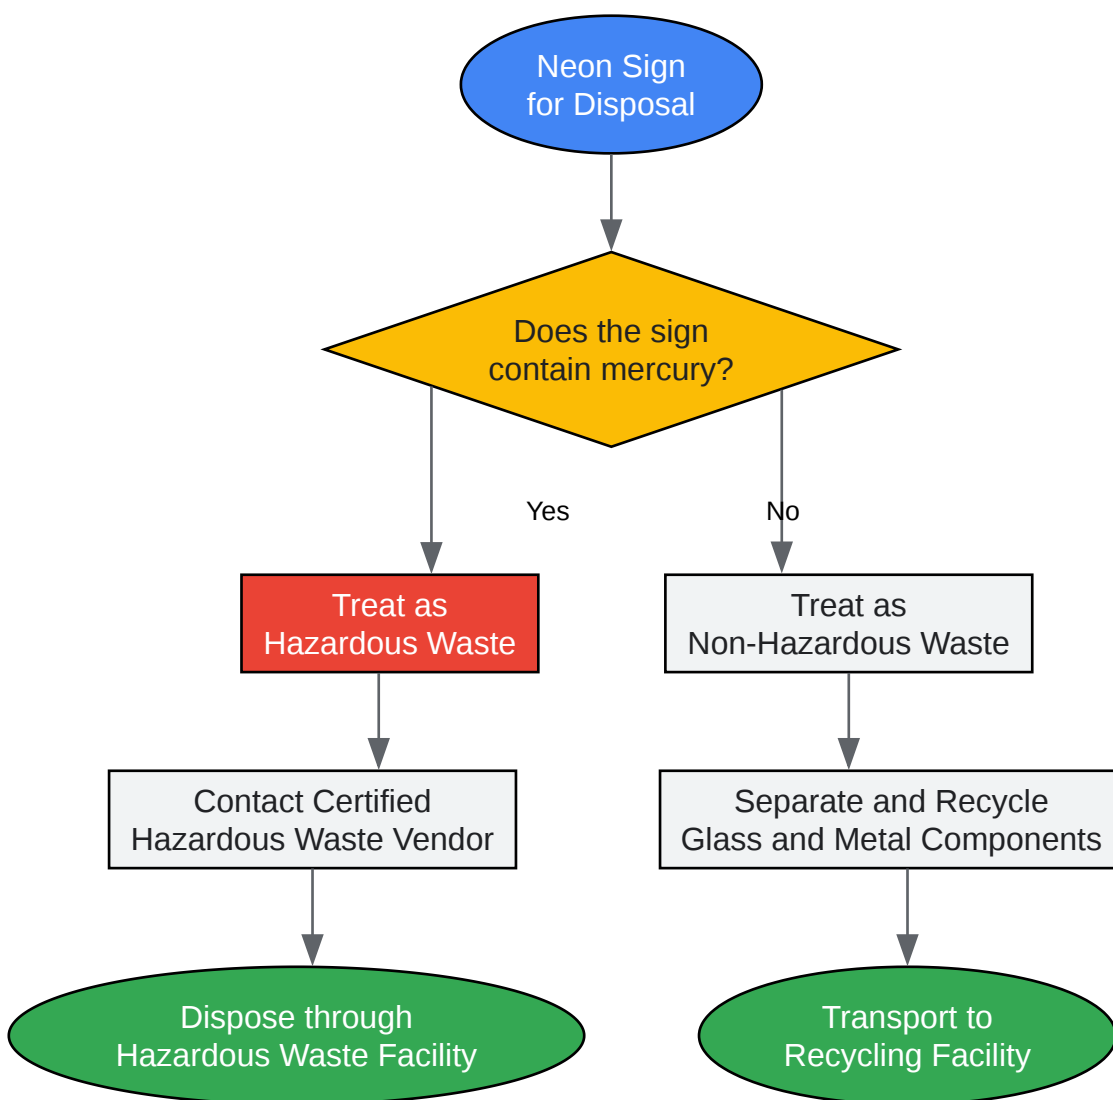 Neon Sign
for Disposal
Does the sign
contain mercury?
Yes
No
Treat as
Hazardous Waste
Treat as
Non-Hazardous Waste
Contact Certified
Hazardous Waste Vendor
Separate and Recycle
Glass and Metal Components
Dispose through
Hazardous Waste Facility
Transport to
Recycling Facility